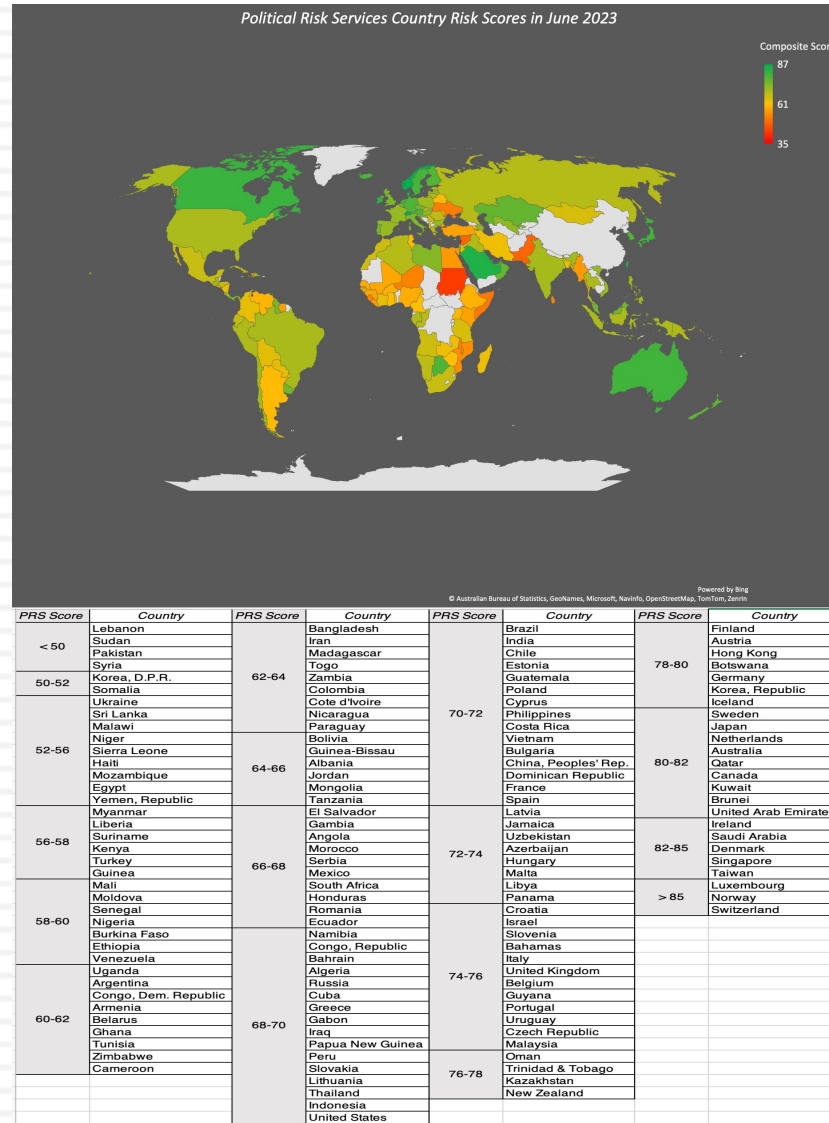 Political Risk Services Country Risk Scores in June 2023
Composite Scor
87
61
35
Powered by Bing
© Australian Bureau of Statistics, GeoNames, Microsoft, Navinfo, OpenStreetMap, TomTom, Zenrin
PRS Score Country PRS Score Country PRS Score Country PRS Score Country
< 50
Lebanon
Sudan
Pakistan
Syria
50-52
Korea, D.P.R.
Somalia
52-56
Ukraine
Sri Lanka
Malawi
Niger
Sierra Leone
Haiti
Mozambique
Egypt
Yemen, Republic
56-58
Myanmar
Liberia
Suriname
Kenya
Turkey
Guinea
58-60
Mali
Moldova
Senegal
Nigeria
Burkina Faso
Ethiopia
Venezuela
60-62
Uganda
Argentina
Congo, Dem. Republic
Armenia
Belarus
Ghana
Tunisia
Zimbabwe
Cameroon
62-64
Bangladesh
Iran
Madagascar
Togo
Zambia
Colombia
Cote d'Ivoire
Nicaragua
Paraguay
64-66
Bolivia
Guinea-Bissau
Albania
Jordan
Mongolia
Tanzania
66-68
El Salvador
Gambia
Angola
Morocco
Serbia
Mexico
South Africa
Honduras
Romania
Ecuador
68-70
Namibia
Congo, Republic
Bahrain
Algeria
Russia
Cuba
Greece
Gabon
Iraq
Papua New Guinea
Peru
Slovakia
Lithuania
Thailand
Indonesia
United States
70-72
Brazil
India
Chile
Estonia
Guatemala
Poland
Cyprus
Philippines
Costa Rica
Vietnam
Bulgaria
China, Peoples' Rep.
Dominican Republic
France
Spain
72-74
Latvia
Jamaica
Uzbekistan
Azerbaijan
Hungary
Malta
Libya
Panama
74-76
Croatia
Israel
Slovenia
Bahamas
Italy
United Kingdom
Belgium
Guyana
Portugal
Uruguay
Czech Republic
Malaysia
76-78
Oman
Trinidad & Tobago
Kazakhstan
New Zealand
78-80
Finland
Austria
Hong Kong
Botswana
Germany
Korea, Republic
Iceland
80-82
Sweden
Japan
Netherlands
Australia
Qatar
Canada
Kuwait
Brunei
United Arab Emirate
82-85
Ireland
Saudi Arabia
Denmark
Singapore
Taiwan
> 85
Luxembourg
Norway
Switzerland